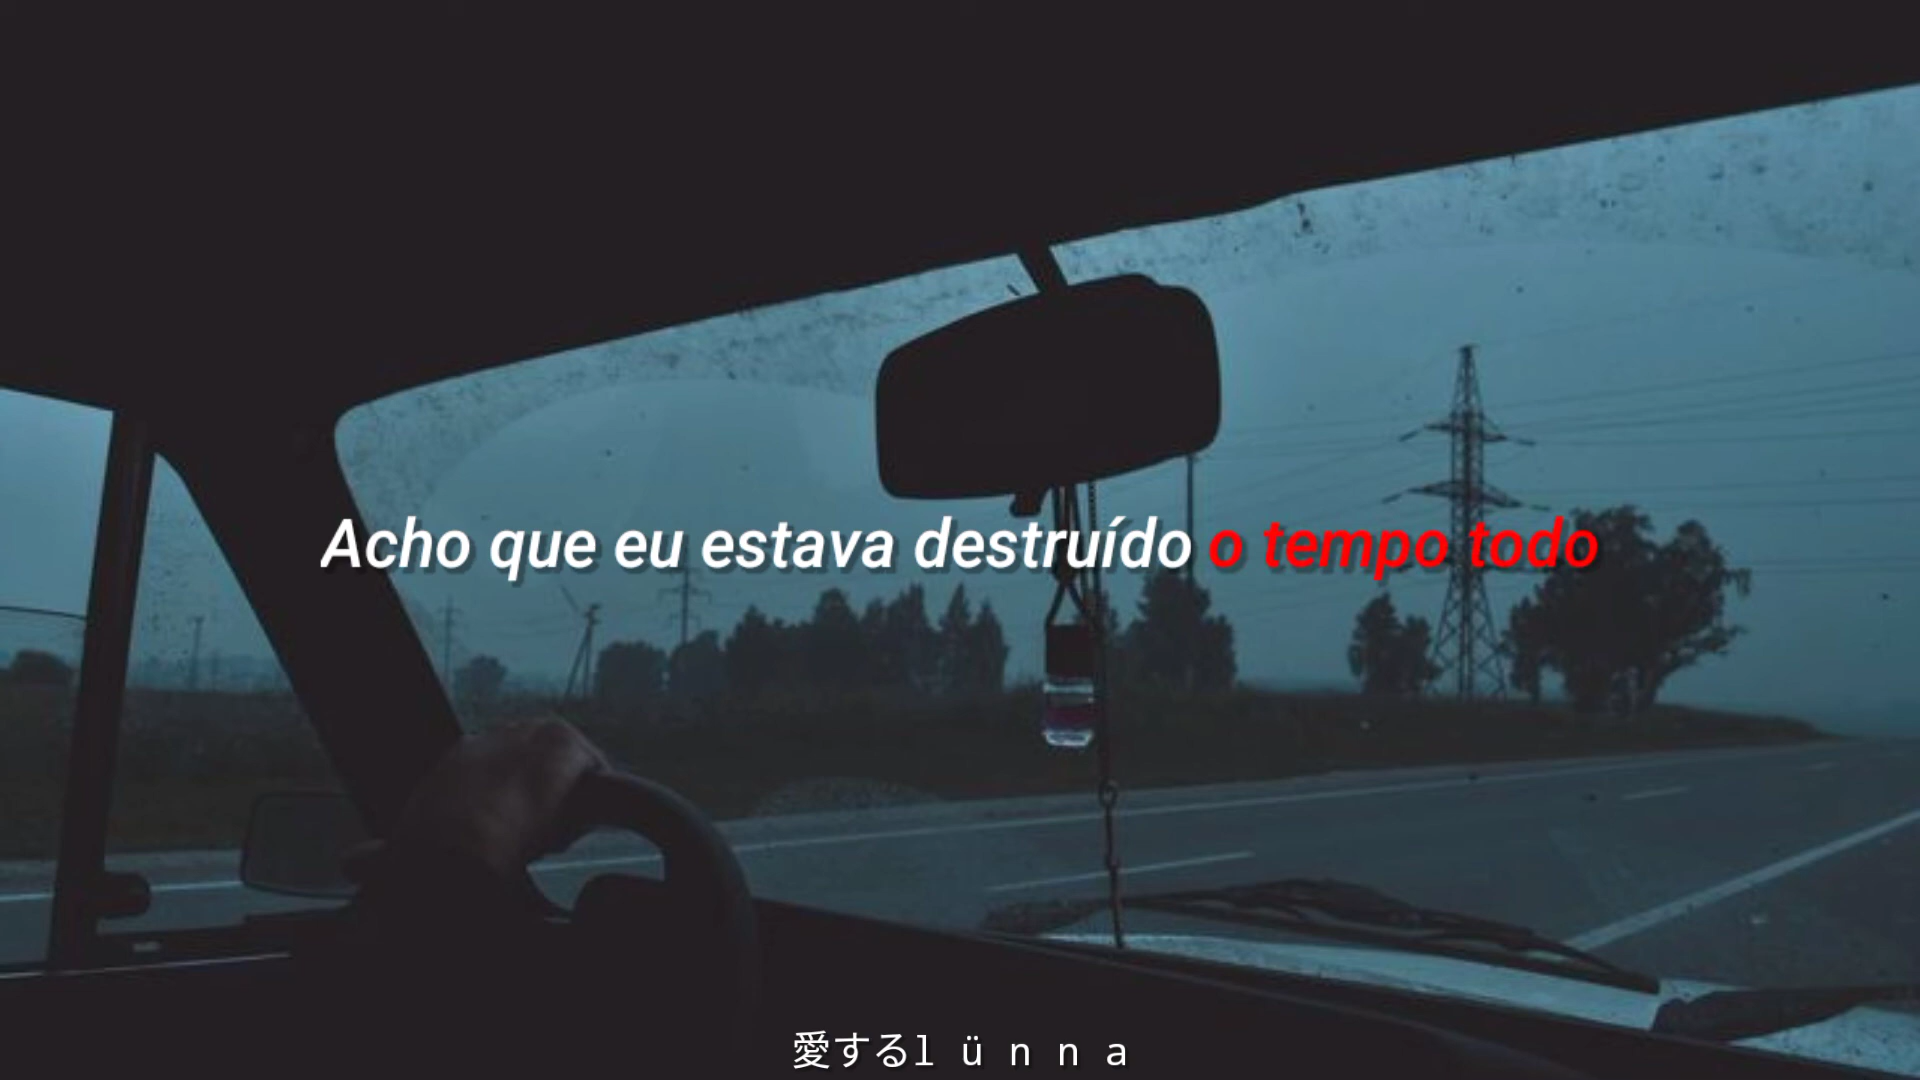 Acho que eu estava destruído o tempo todo
愛するl ü n n a